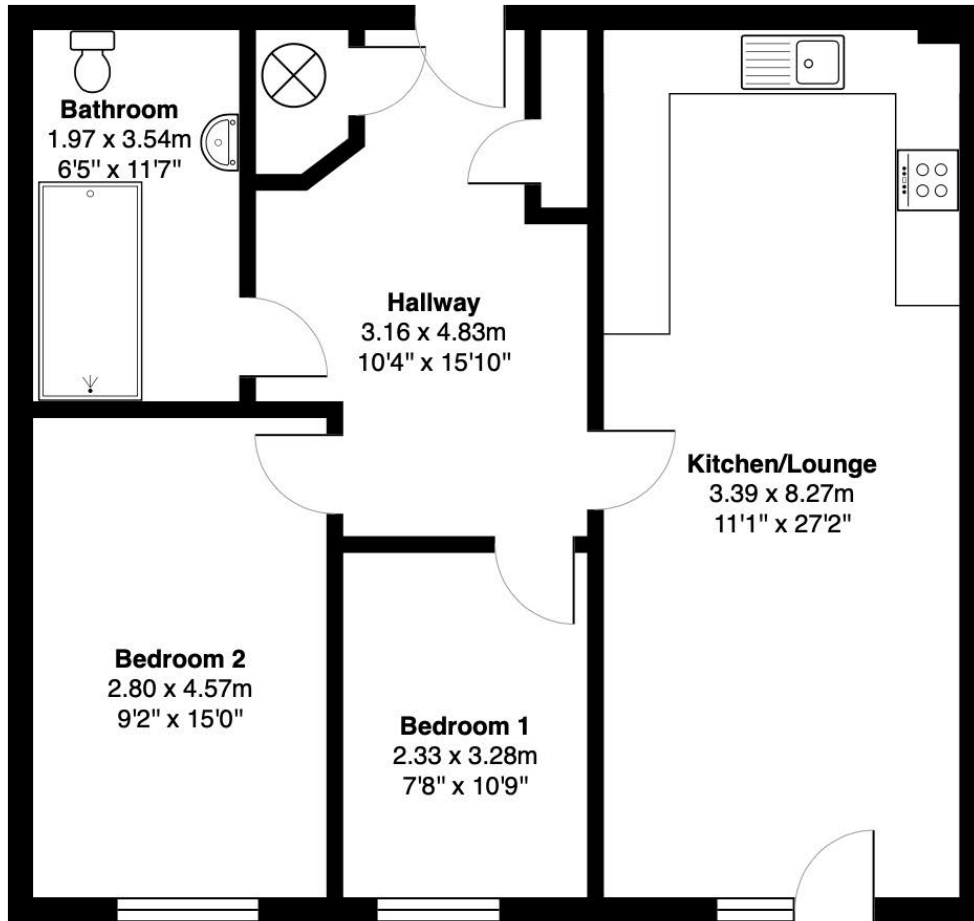 Bathroom
1.97 x 3.54m
6'5" x 11'7"
Hallway
3.16 x 4.83m
10'4" x 15'10"
Kitchen/Lounge
3.39 x 8.27m
11'1" x 27'2"
Bedroom 2
2.80 x 4.57m
9'2" x 15'0"
Bedroom 1
2.33 x 3.28m
7'8" x 10'9"